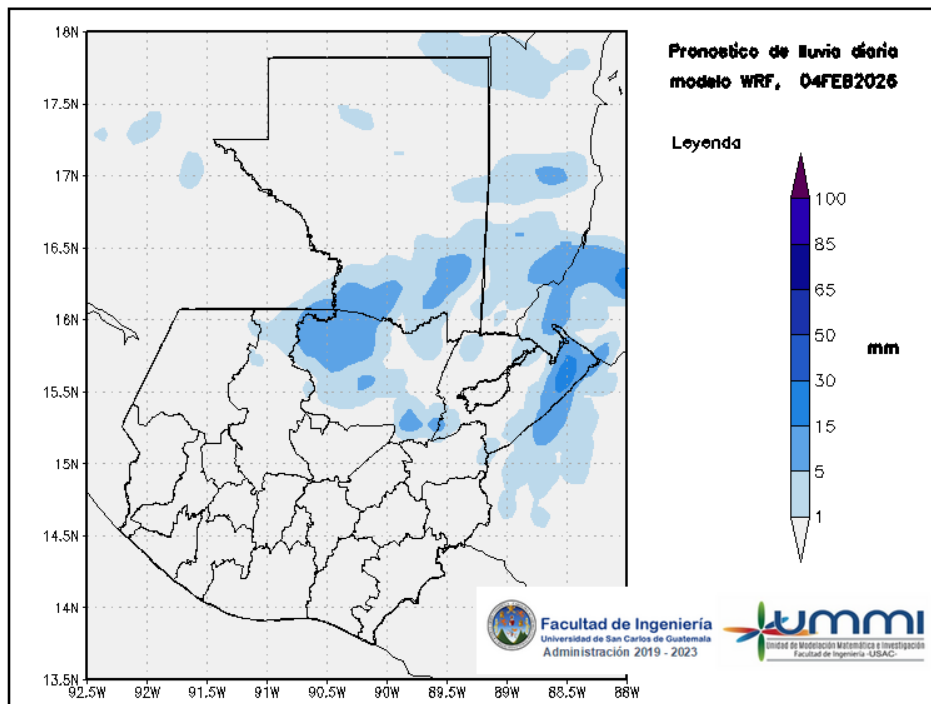 18N
17.5N
17N
16.5N
16N
15.5N
15N
14.5N
14N
13.5N
92.5W 92W 91.5W 91W 90.5W 90W 89.5W 89W 88.5W 88W
Pronostico de lluvia diaria
modelo WRF, 04FEB2026
Leyenda
100
85
65
50
30
15
5
1
mm
Facultad de Ingeniería
Universidad de San Carlos de Guatemala
Administración 2019 - 2023
UMMI
Unidad de Modelación Matemática e Investigación
Facultad de Ingeniería -USAC-